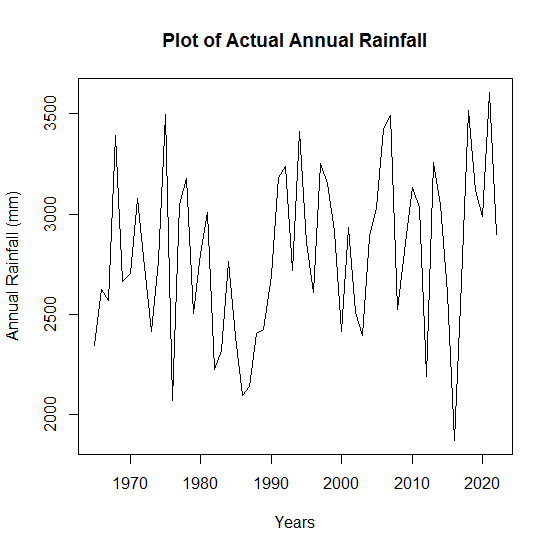 Plot of Actual Annual Rainfall
3500
3000
2500
2000
Annual Rainfall (mm)
1970 1980 1990 2000 2010 2020
Years